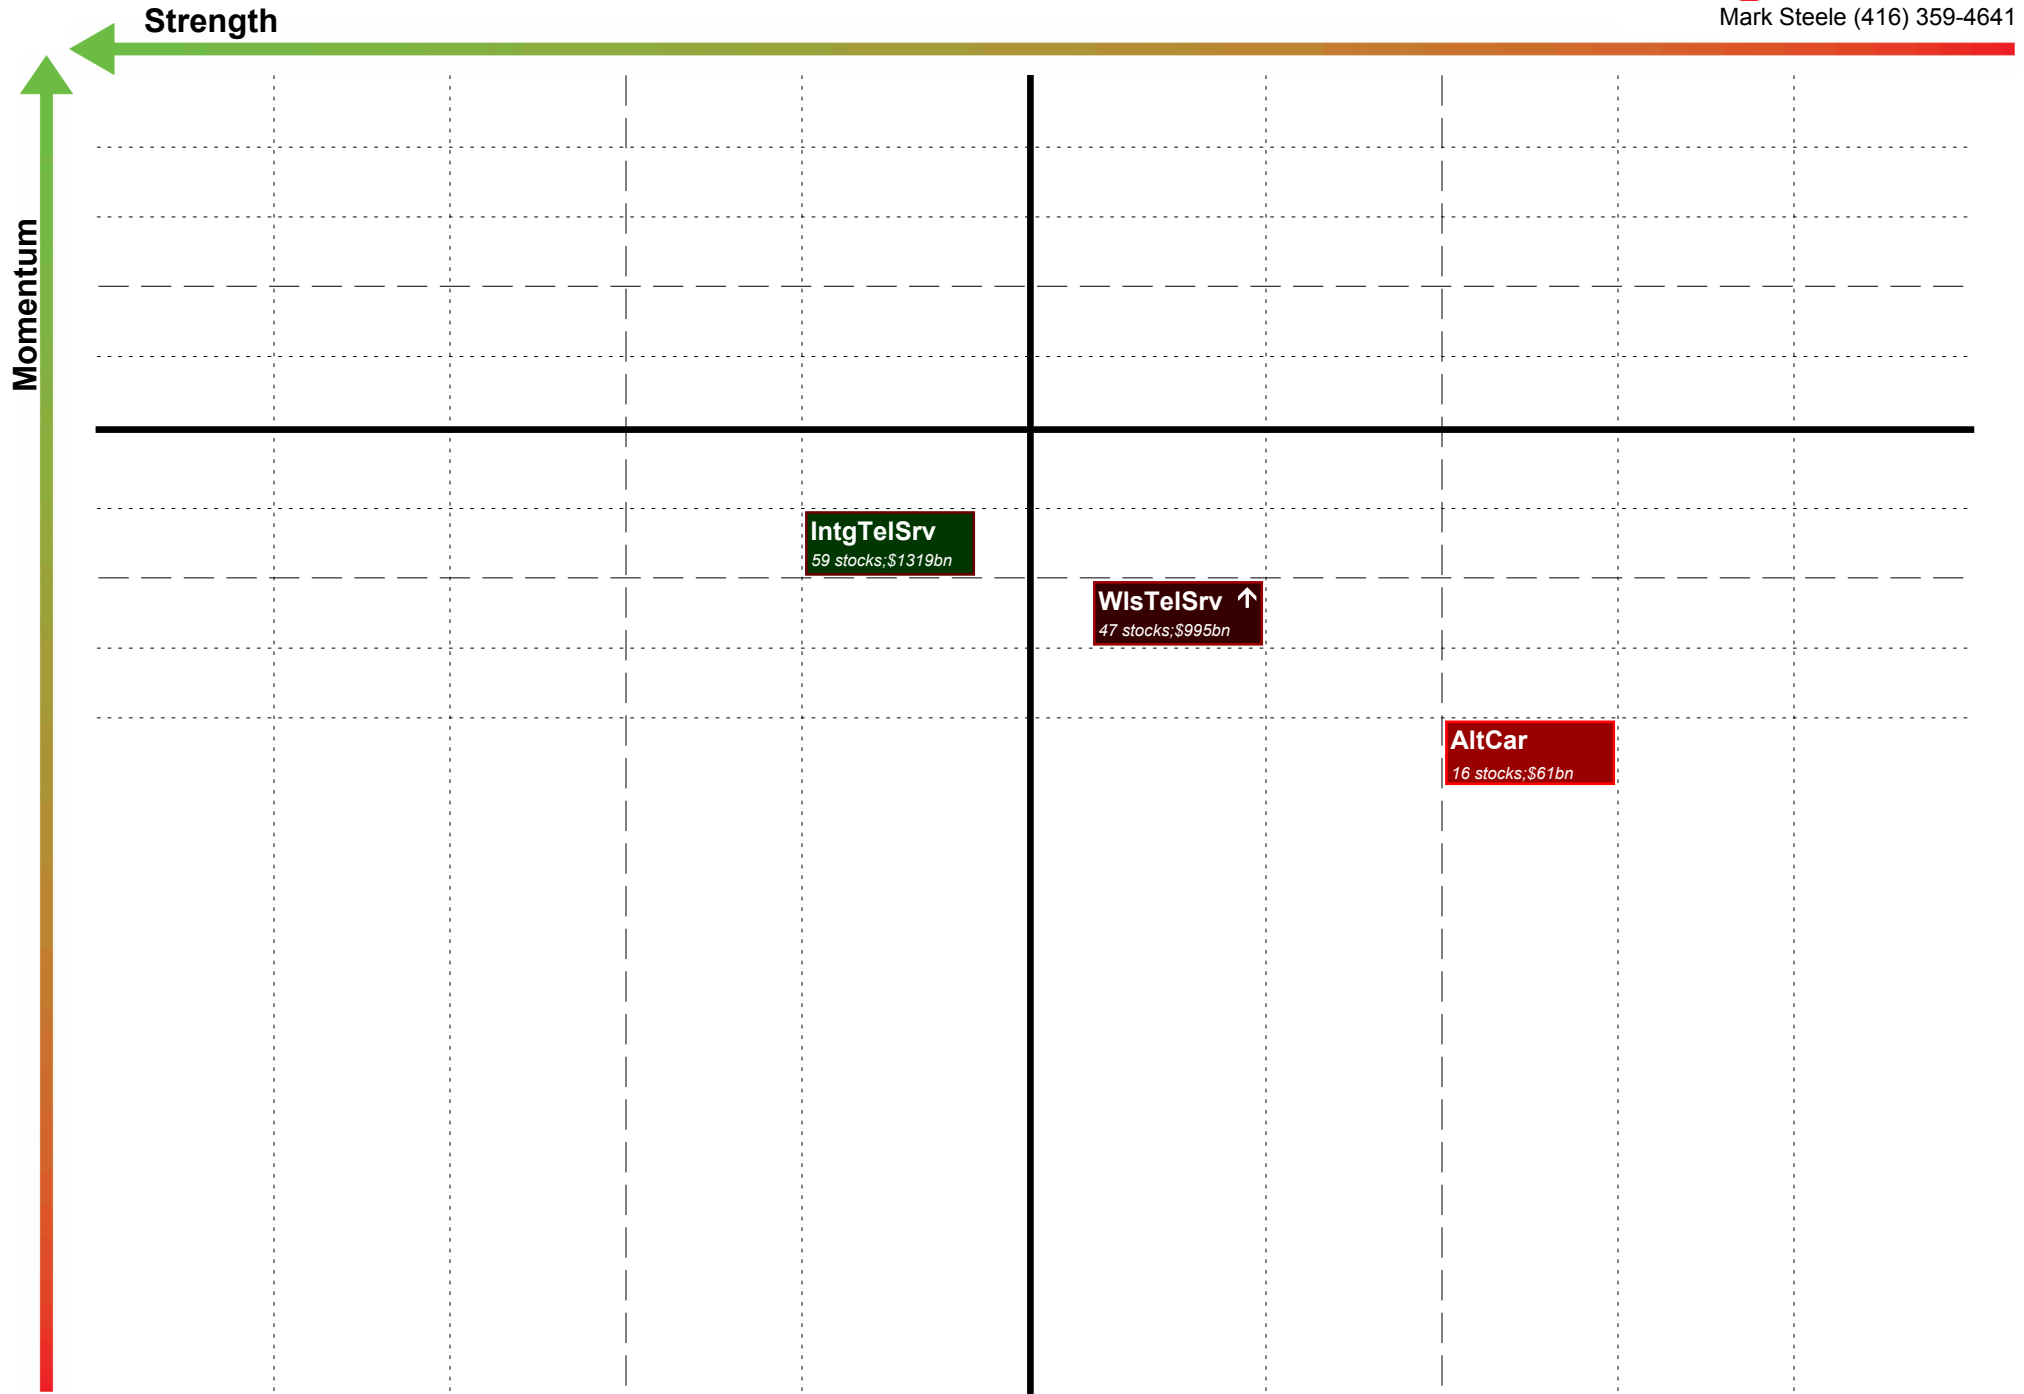 Strength
Mark Steele (416) 359-4641
Momentum
IntgTelSrv
59 stocks;$1319bn
WlsTelSrv
47 stocks;$995bn
AltCar
16 stocks;$61bn